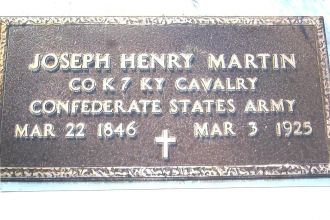 JOSEPH HENRY MARTIN
CO K 7 KY CAVALRY
CONFEDERATE STATES ARMY
MAR 22 1846 MAR 3 1925